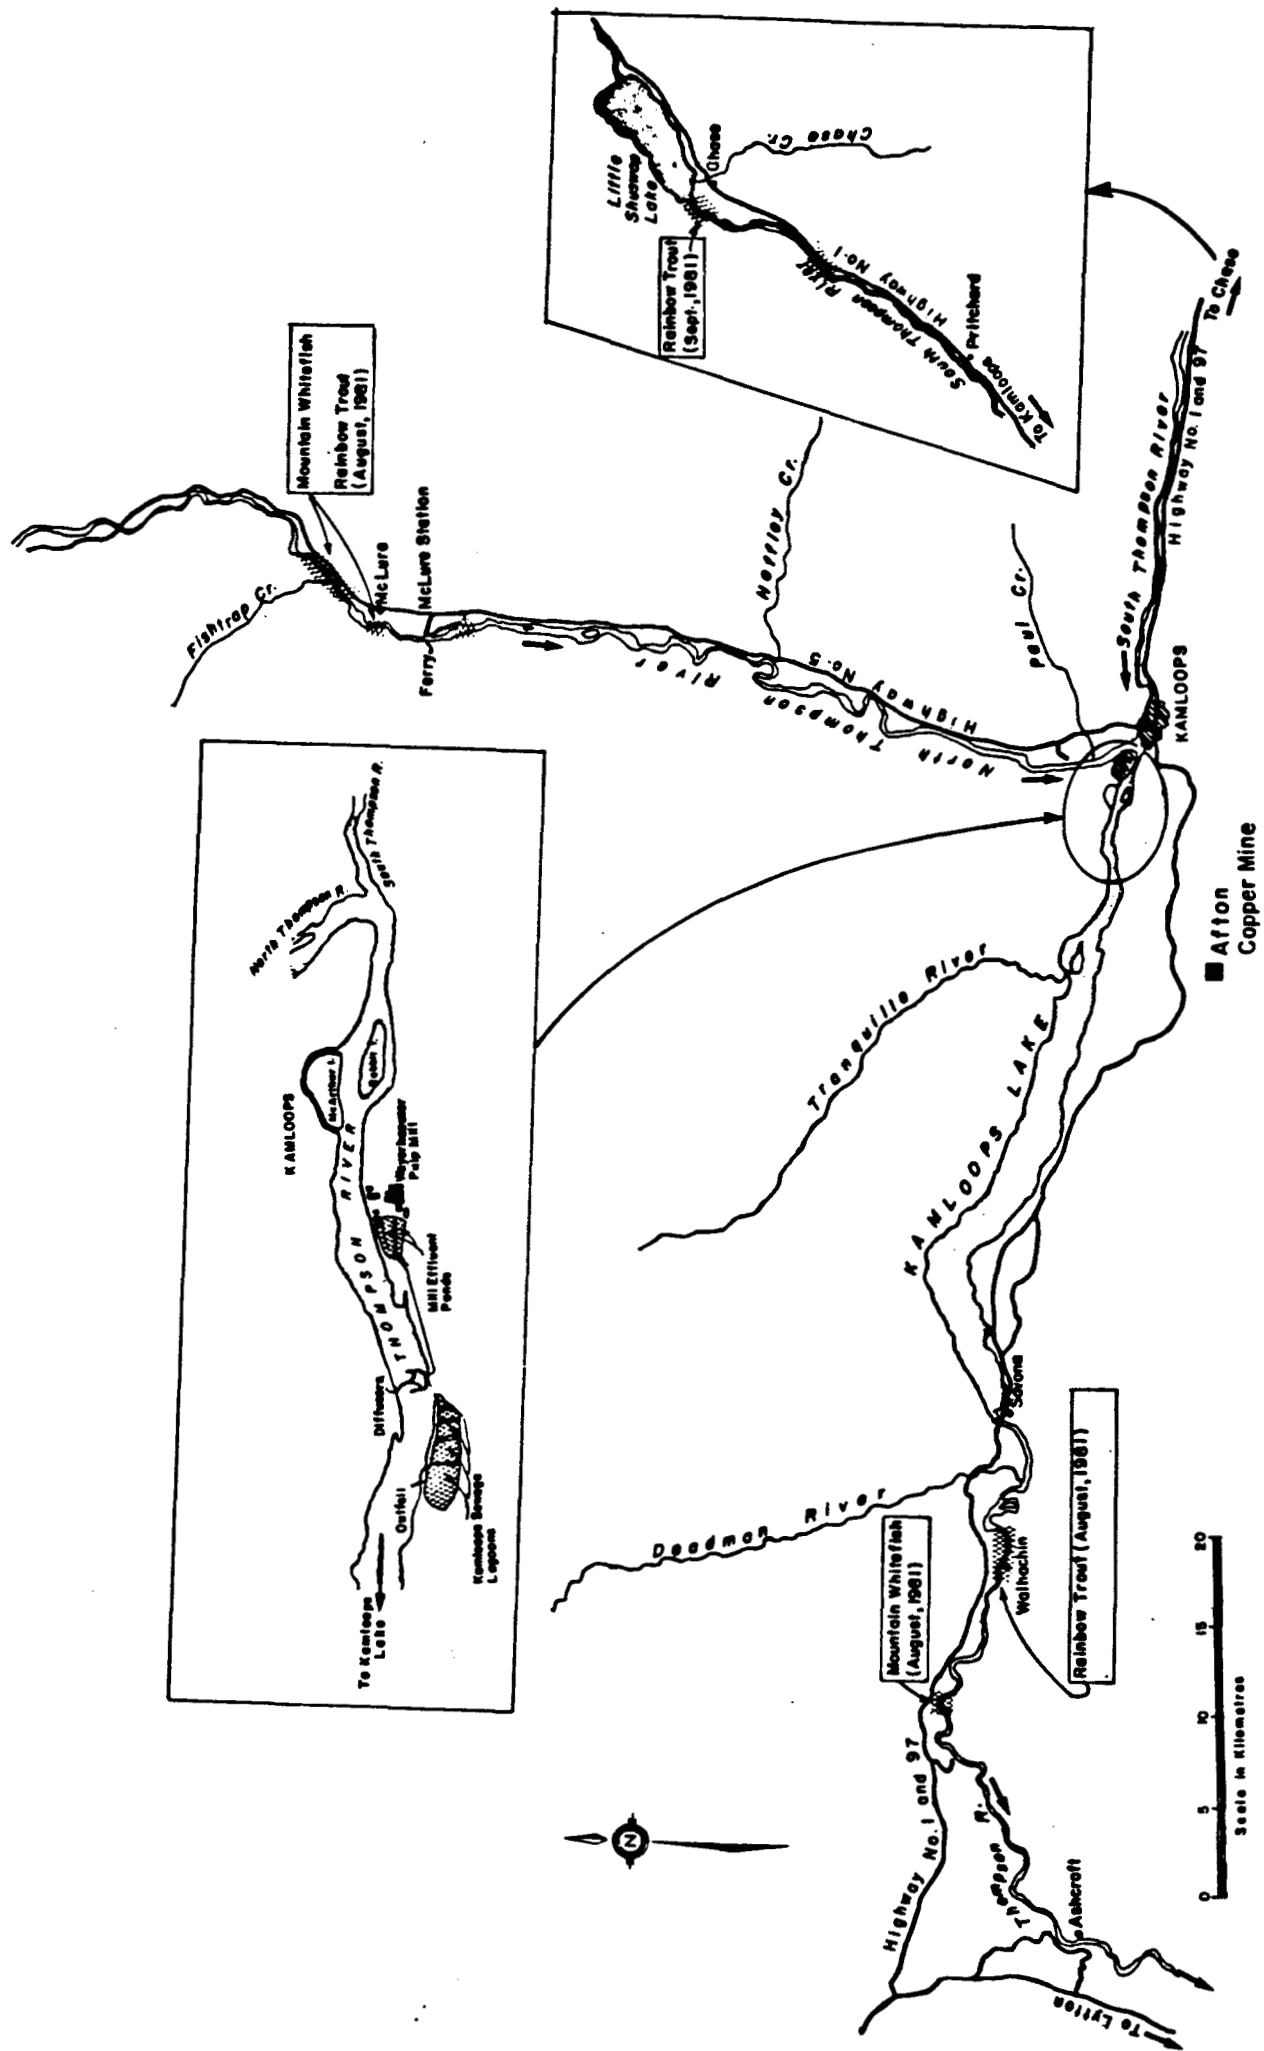 Mountain Whitefish
Rainbow Trout
(August, 1981)
Fishtrap Cr.
McLure
McLure Station
Ferry
North Thompson River
Highway No. 5
Heffley Cr.
Paul Cr.
South Thompson River
Highway No. 1 and 97
To Chase
KAMLOOPS
Little
Shuswap
Lake
Chase
Chase Cr.
Rainbow Trout
(Sept., 1981)
South Thompson River
Highway No. 1
Pritchard
To Kamloops
North Thompson R.
South Thompson R.
KAMLOOPS
McArthur I.
THOMPSON RIVER
Weyerhaeuser
Pulp Mill
Mill Effluent
Ponds
Diffusers
Outfall
Kamloops Sewage
Lagoons
To Kamloops
Lake
Tranquille River
KAMLOOPS LAKE
Afton
Copper Mine
Savona
Deadman River
Walhachin
Mountain Whitefish
(August, 1981)
Rainbow Trout (August, 1981)
Highway No. 1 and 97
Thompson R.
Ashcroft
To Lytton
N
0 5 10 15 20
Scale in Kilometres